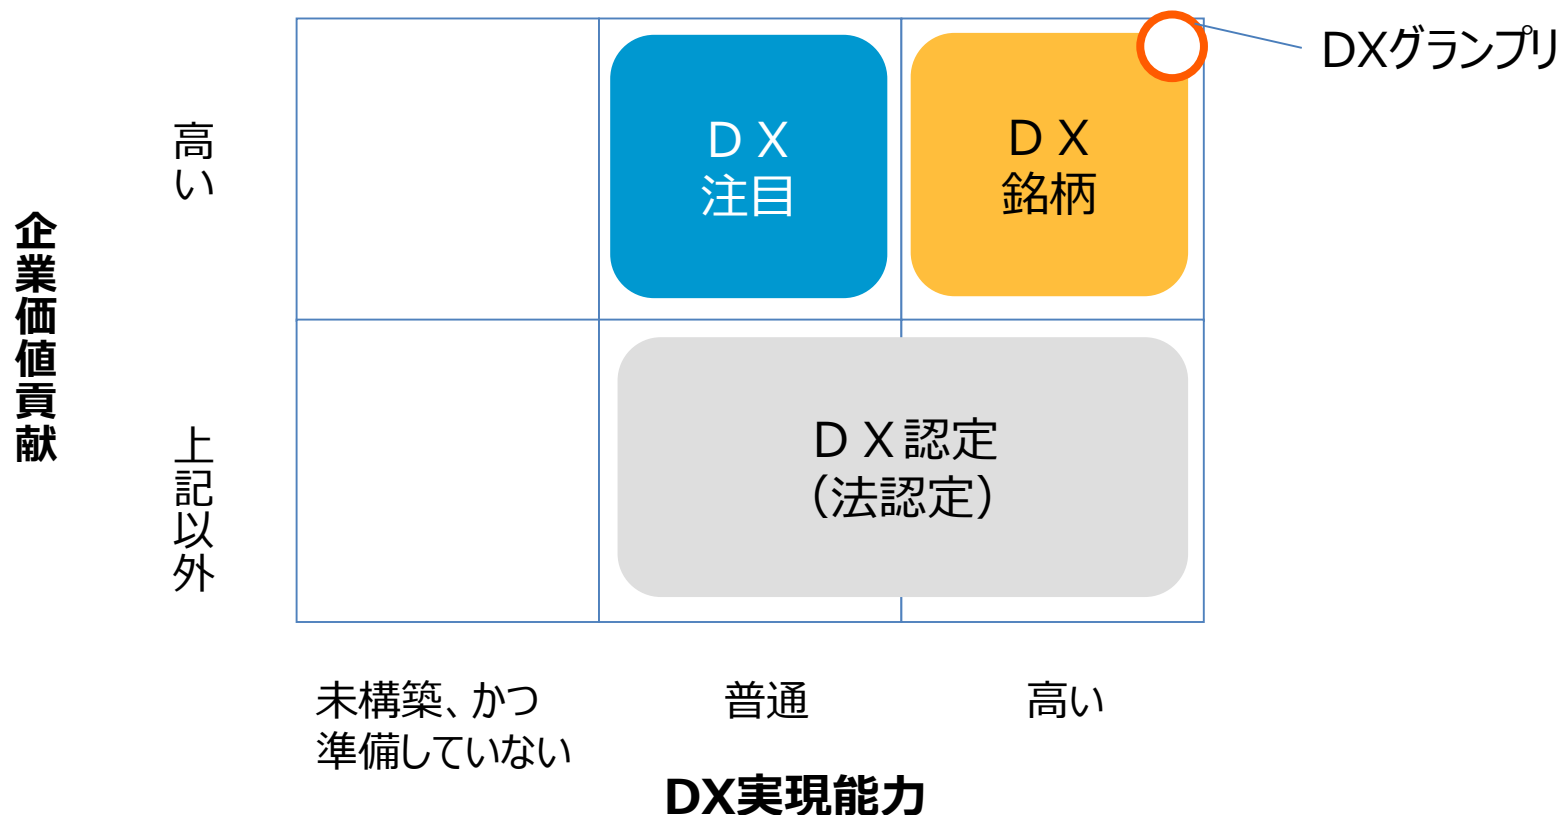 DXグランプリ
ＤＸ
注目
ＤＸ
銘柄
高い
企業価値貢献
ＤＸ認定
（法認定）
上記以外
未構築、かつ
準備していない
普通
高い
DX実現能力